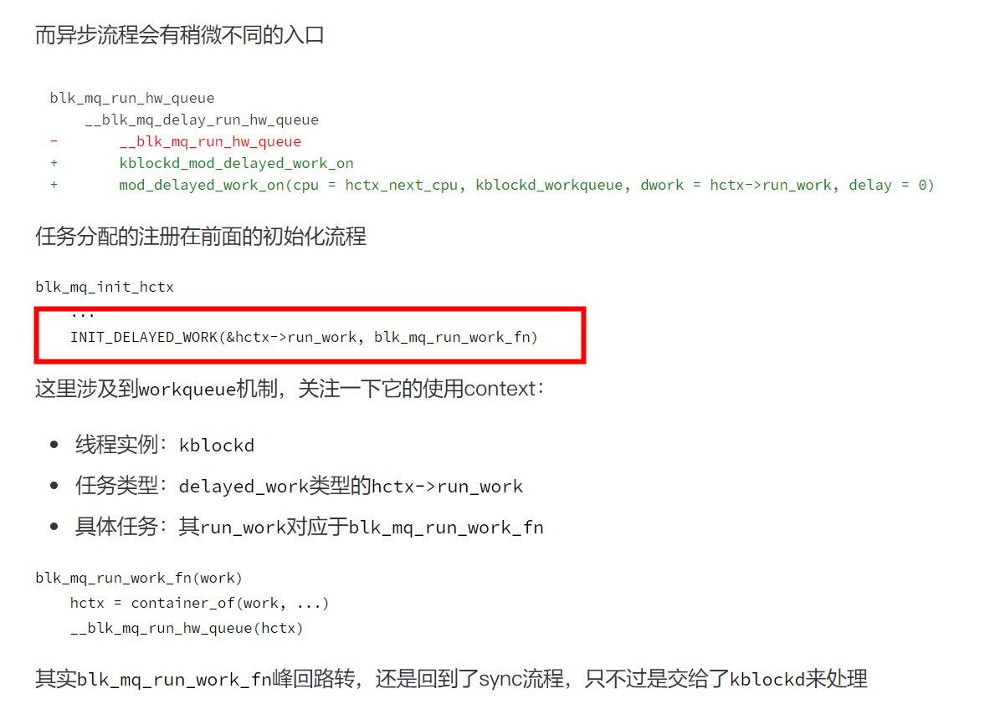 而异步流程会有稍微不同的入口
blk_mq_run_hw_queue
__blk_mq_delay_run_hw_queue
- __blk_mq_run_hw_queue
+ kblockd_mod_delayed_work_on
+ mod_delayed_work_on(cpu = hctx_next_cpu, kblockd_workqueue, dwork = hctx->run_work, delay = 0)
任务分配的注册在前面的初始化流程
blk_mq_init_hctx
...
INIT_DELAYED_WORK(&hctx->run_work, blk_mq_run_work_fn)
这里涉及到workqueue机制，关注一下它的使用context：
• 线程实例：kblockd
• 任务类型：delayed_work类型的hctx->run_work
• 具体任务：其run_work对应于blk_mq_run_work_fn
blk_mq_run_work_fn(work)
hctx = container_of(work, ...)
__blk_mq_run_hw_queue(hctx)
其实blk_mq_run_work_fn峰回路转，还是回到了sync流程，只不过是交给了kblockd来处理